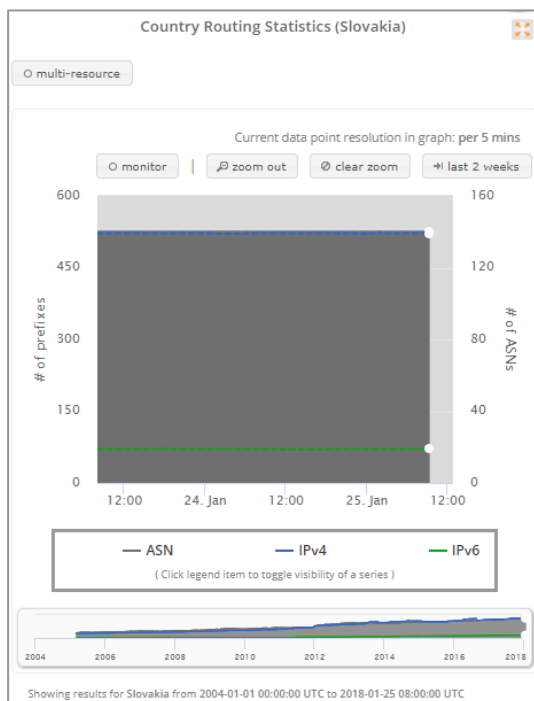 Country Routing Statistics (Slovakia)
multi-resource
Current data point resolution in graph: per 5 mins
monitor | zoom out clear zoom last 2 weeks
600 160
450 140
300 80
150 40
0 0
# of prefixes
# of ASNs
12:00 24. Jan 12:00 25. Jan 12:00
ASN IPv4 IPv6
( Click legend item to toggle visibility of a series )
2004 2006 2008 2010 2012 2014 2016 2018
Showing results for Slovakia from 2004-01-01 00:00:00 UTC to 2018-01-25 08:00:00 UTC